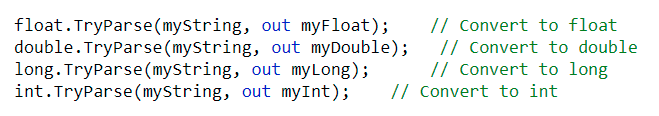 float.TryParse(myString, out myFloat);    // Convert to float
double.TryParse(myString, out myDouble);   // Convert to double
long.TryParse(myString, out myLong);      // Convert to long
int.TryParse(myString, out myInt);    // Convert to int